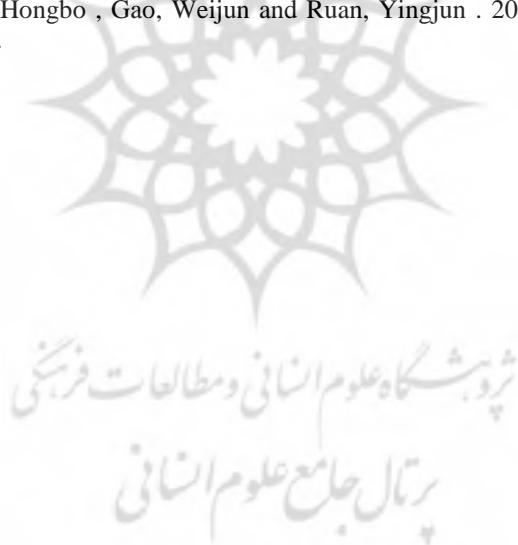 Hongbo , Gao, Weijun and Ruan, Yingjun . 20
پژوهشگاه علوم انسانی و مطالعات فرهنگی
پرتال جامع علوم انسانی